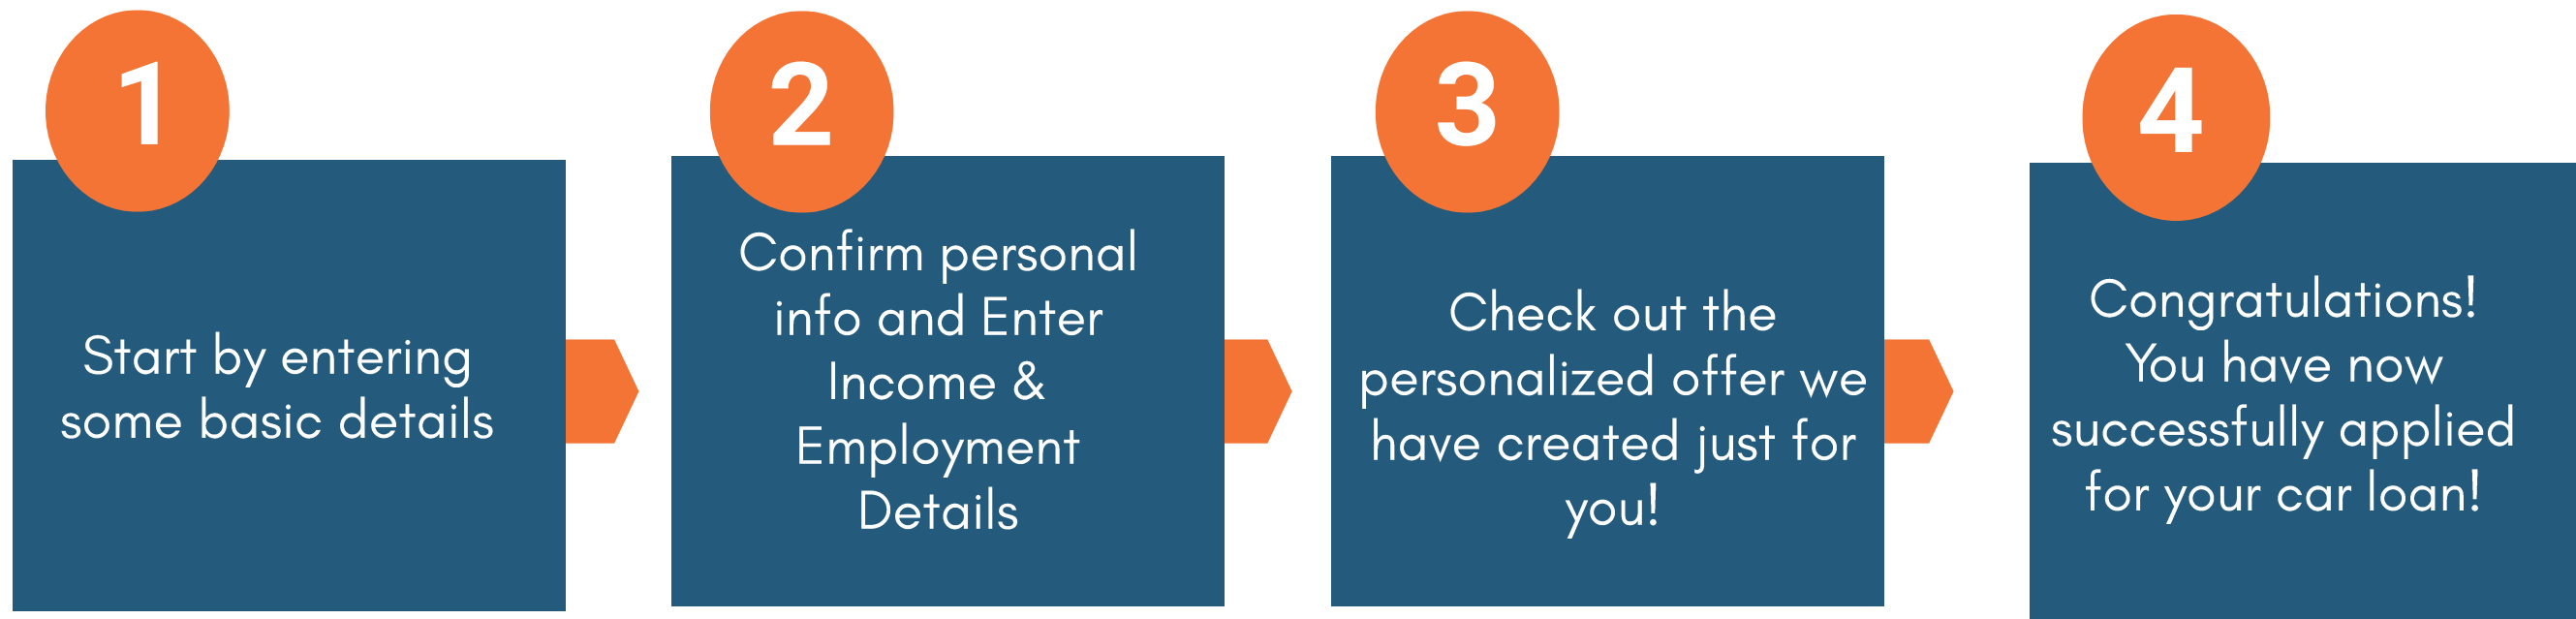 1
Start by entering
some basic details
2
Confirm personal
info and Enter
Income &
Employment
Details
3
Check out the
personalized offer we
have created just for
you!
4
Congratulations!
You have now
successfully applied
for your car loan!